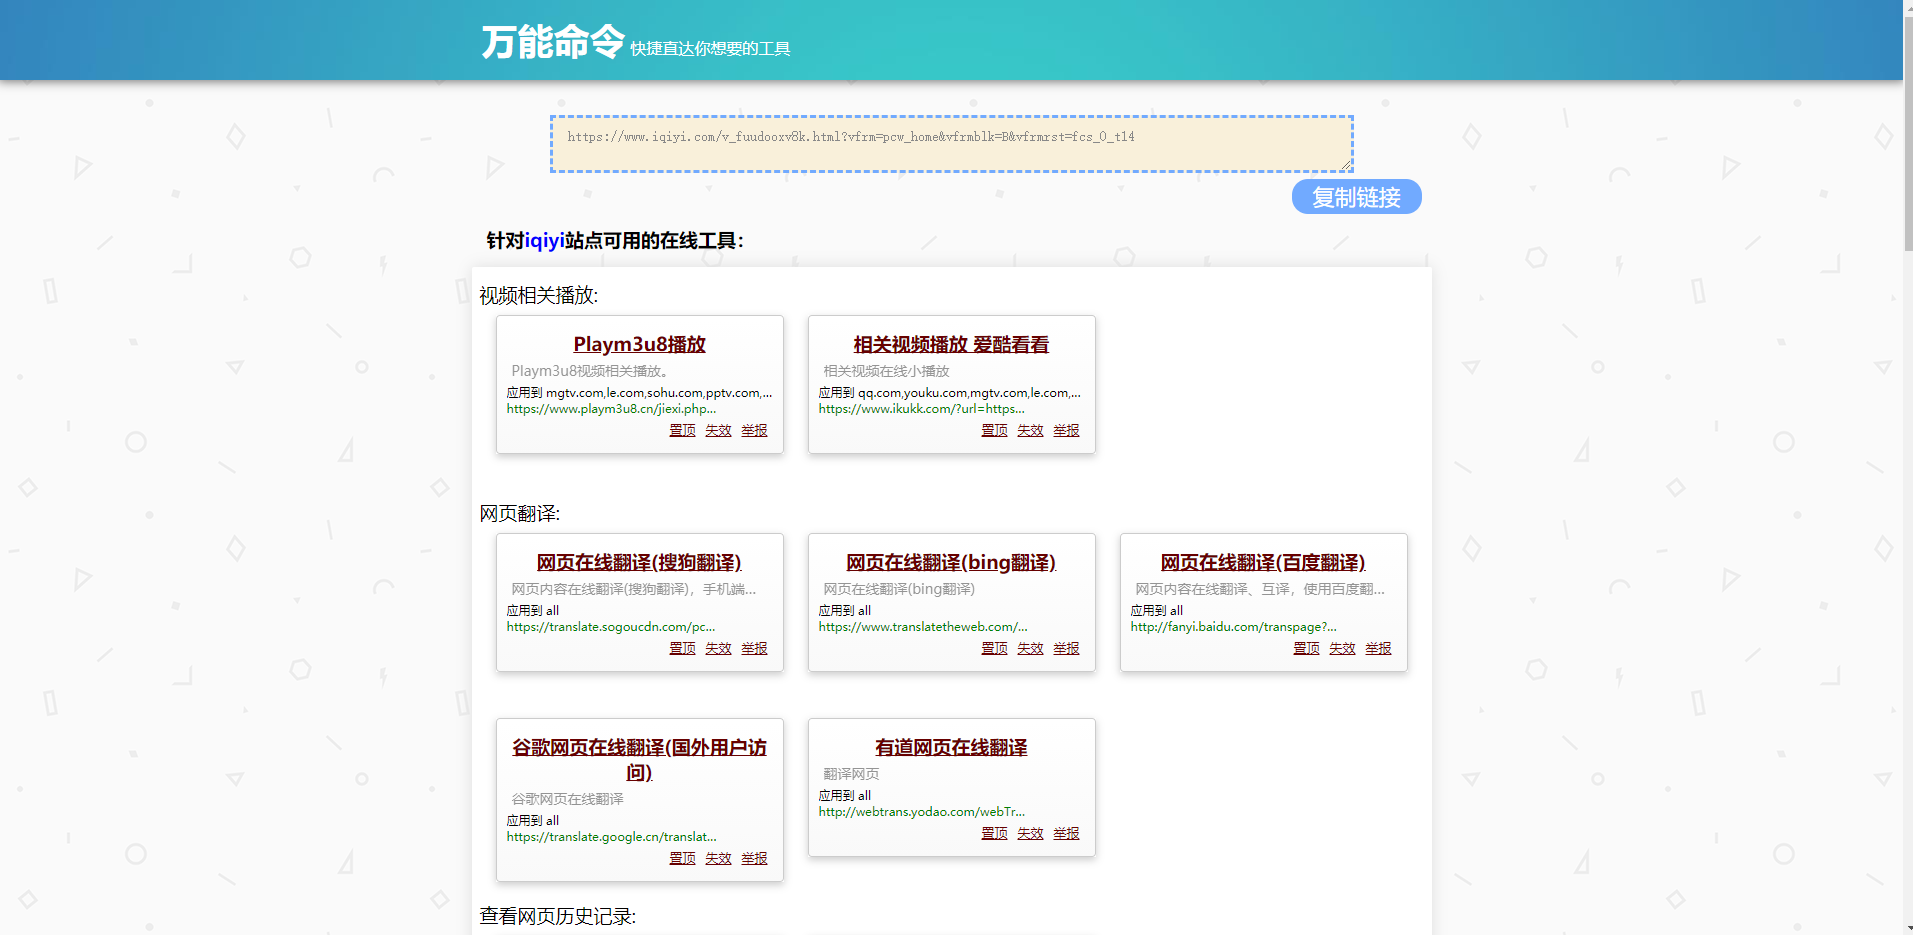 万能命令 快捷直达你想要的工具
https://www.iqiyi.com/v_fuudooxv8k.html?vfrm=pcw_home&vfrmblk=B&vfrmrst=fcs_0_t14
复制链接
针对iqiyi站点可用的在线工具：
视频相关播放:
Playm3u8播放
Playm3u8视频相关播放。
应用到 mgtv.com,le.com,sohu.com,pptv.com,...
https://www.playm3u8.cn/jiexi.php...
置顶 失效 举报
相关视频播放 爱酷看看
相关视频在线小播放
应用到 qq.com,youku.com,mgtv.com,le.com,...
https://www.ikukk.com/?url=https...
置顶 失效 举报
网页翻译:
网页在线翻译(搜狗翻译)
网页内容在线翻译(搜狗翻译)，手机端...
应用到 all
https://translate.sogoucdn.com/pc...
置顶 失效 举报
网页在线翻译(bing翻译)
网页在线翻译(bing翻译)
应用到 all
https://www.translatetheweb.com/...
置顶 失效 举报
网页在线翻译(百度翻译)
网页内容在线翻译、互译，使用百度翻...
应用到 all
http://fanyi.baidu.com/transpage?...
置顶 失效 举报
谷歌网页在线翻译(国外用户访
问)
谷歌网页在线翻译
应用到 all
https://translate.google.cn/translat...
置顶 失效 举报
有道网页在线翻译
翻译网页
应用到 all
http://webtrans.yodao.com/webTr...
置顶 失效 举报
查看网页历史记录: